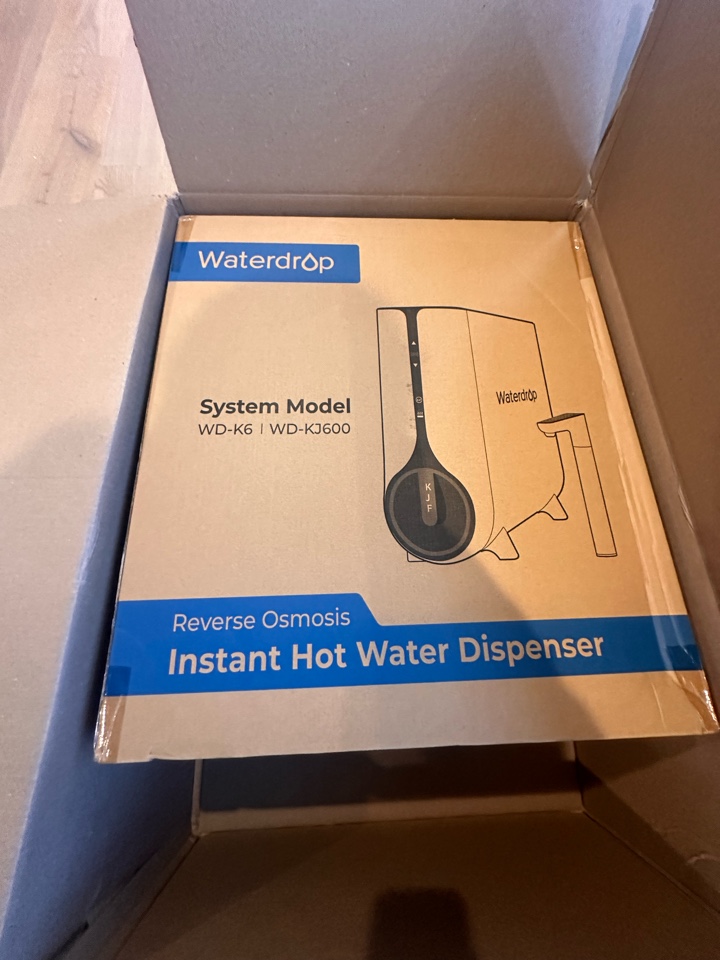 Waterdrop
System Model
WD-K6 | WD-KJ600
Waterdrop
K
J
F
Reverse Osmosis
Instant Hot Water Dispenser